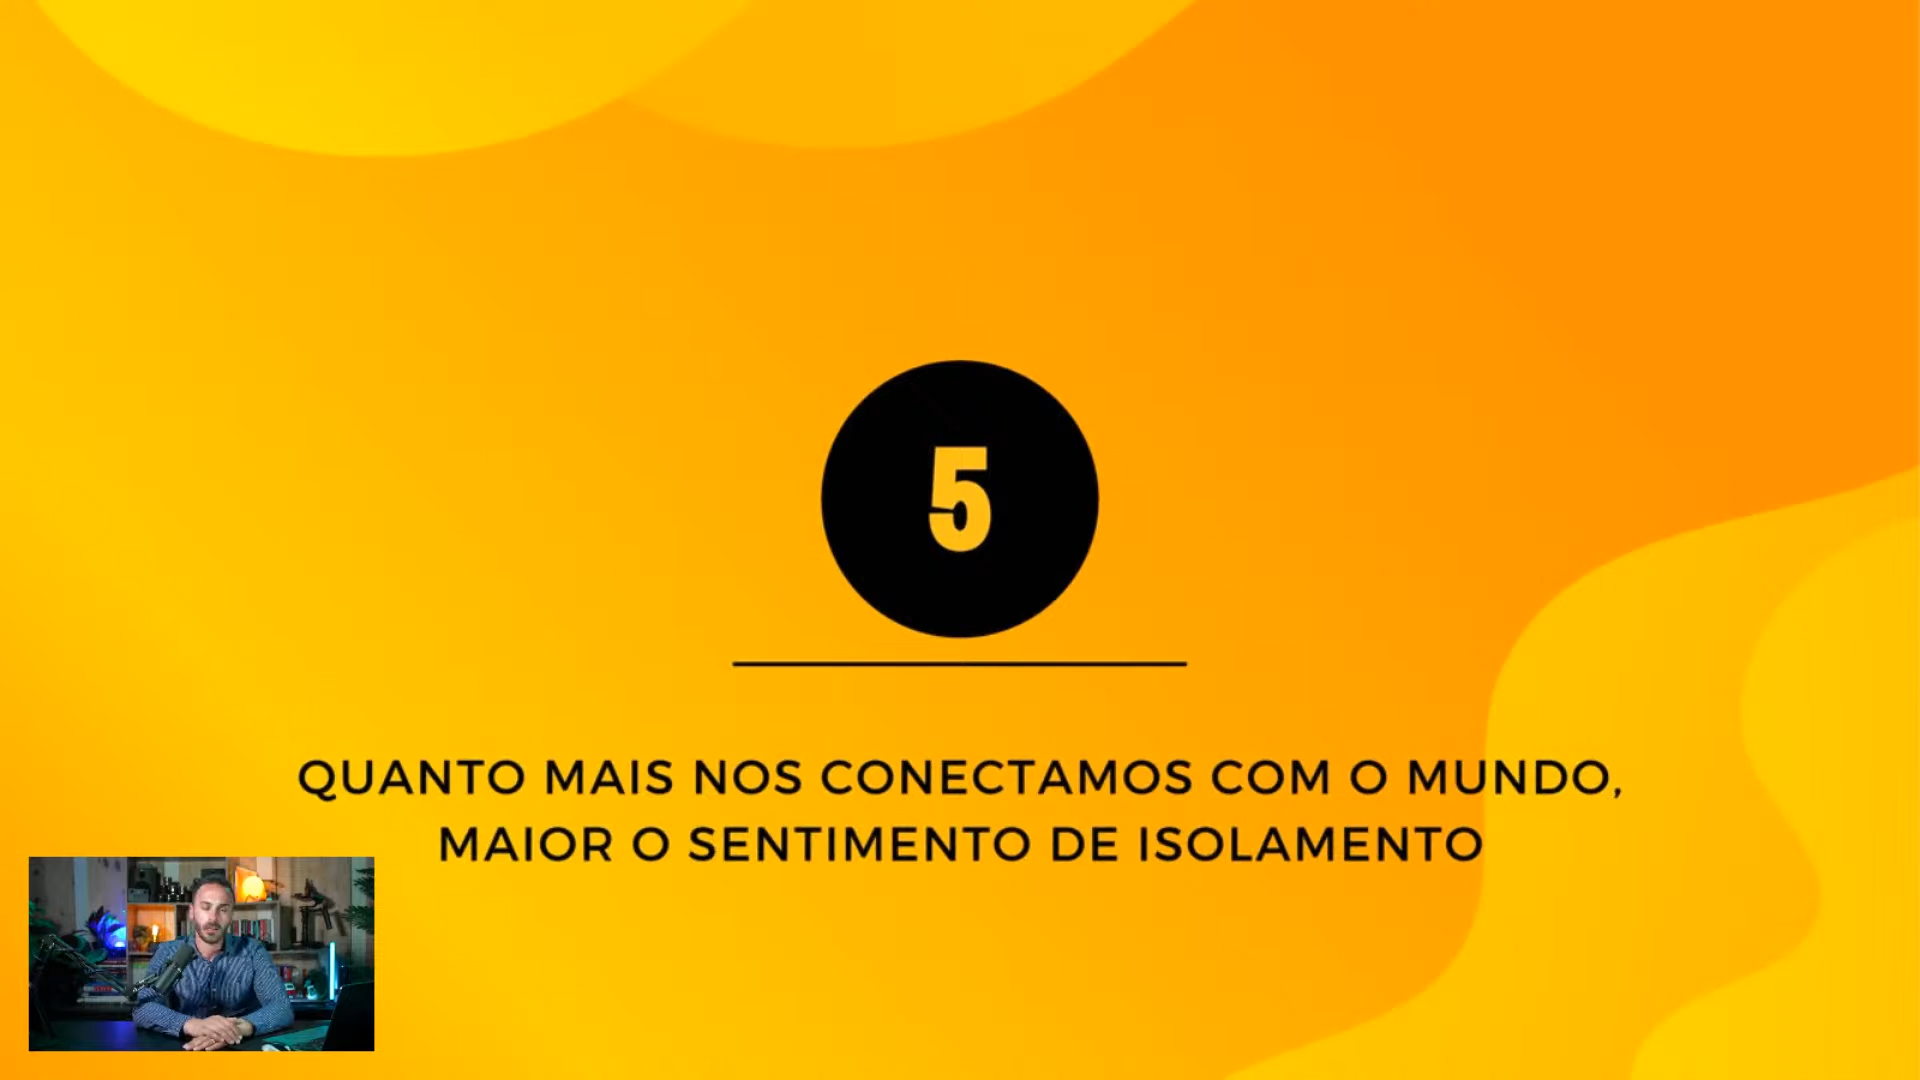 5
QUANTO MAIS NOS CONECTAMOS COM O MUNDO,
MAIOR O SENTIMENTO DE ISOLAMENTO